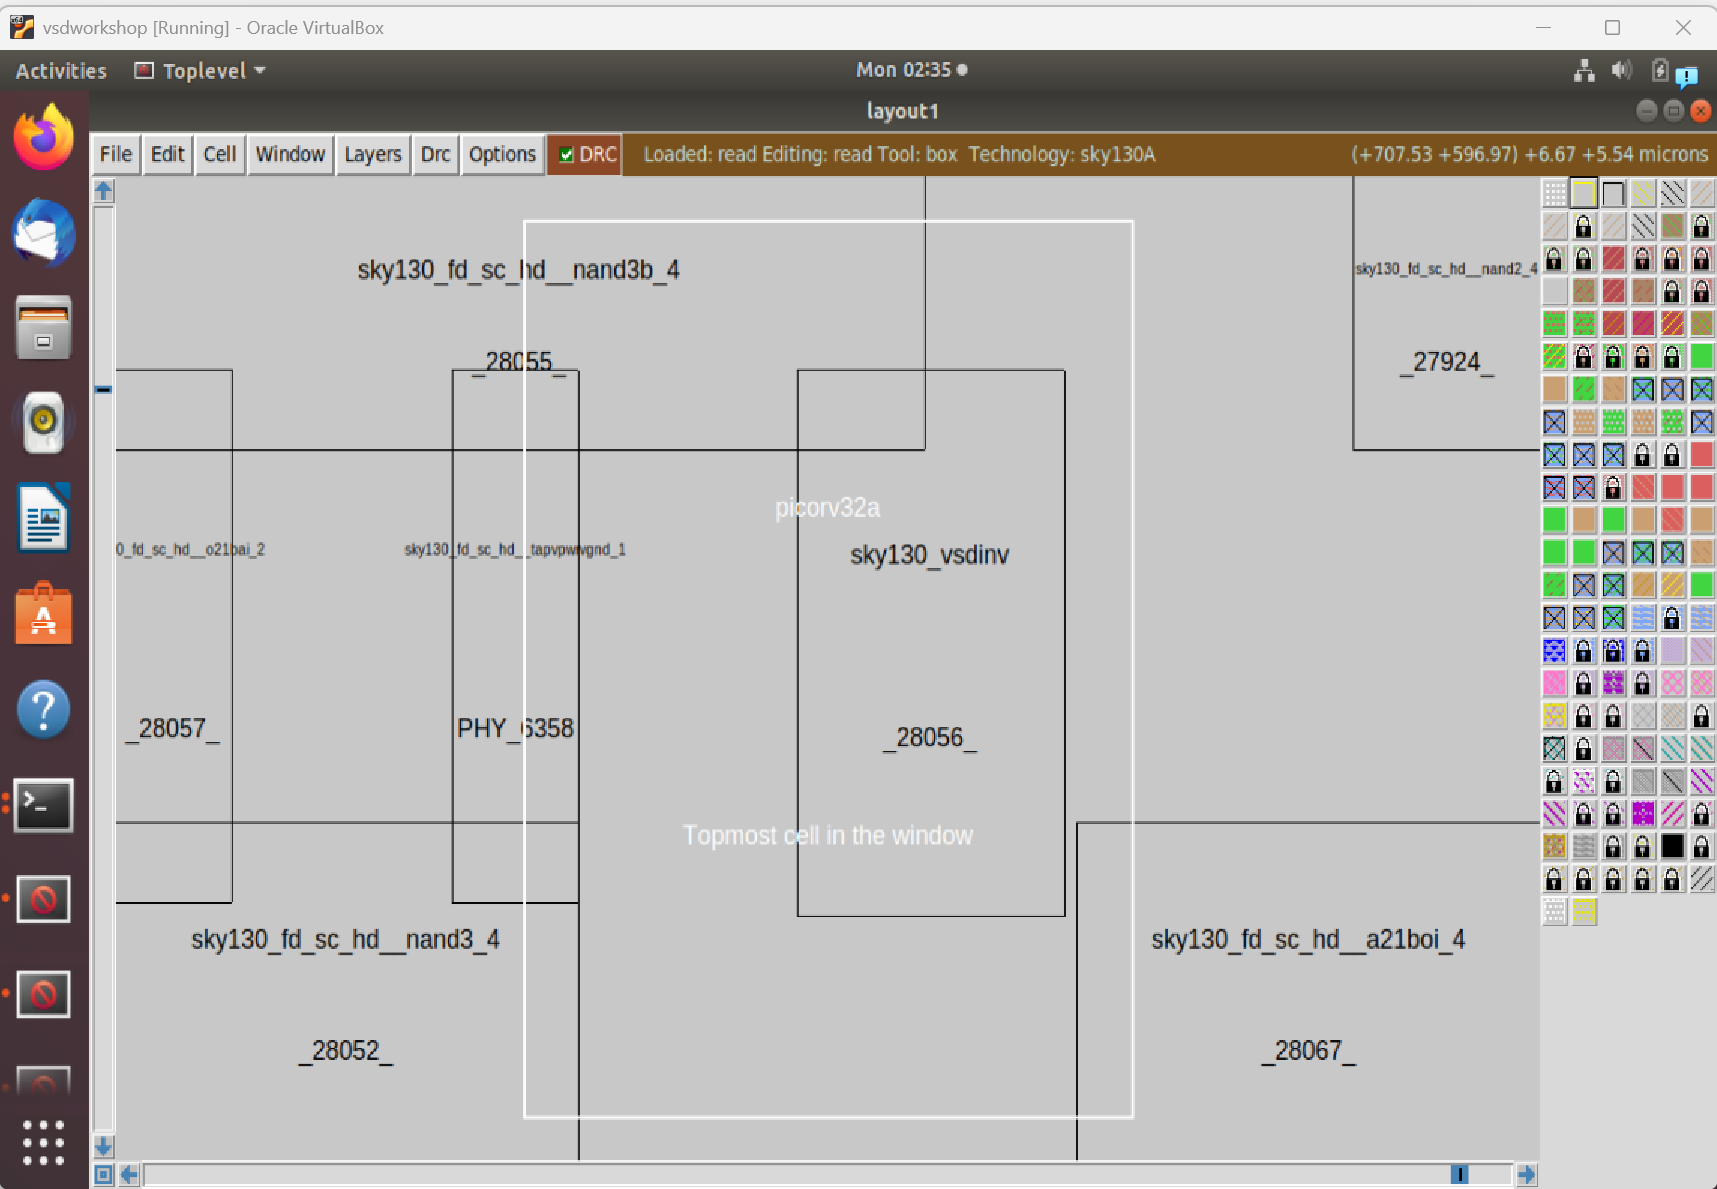 vsdworkshop [Running] - Oracle VirtualBox
Activities Toplevel Mon 02:35
layout1
File Edit Cell Window Layers Drc Options DRC Loaded: read Editing: read Tool: box Technology: sky130A (+707.53 +596.97) +6.67 +5.54 microns
sky130_fd_sc_hd__nand3b_4 sky130_fd_sc_hd__nand2_4
_28055_ _27924_
picorv32a
0_fd_sc_hd__o21bai_2 sky130_fd_sc_hd__tapvpwrvgnd_1 sky130_vsdinv
_28057_ PHY_6358 _28056_
Topmost cell in the window
sky130_fd_sc_hd__nand3_4 sky130_fd_sc_hd__a21boi_4
_28052_ _28067_